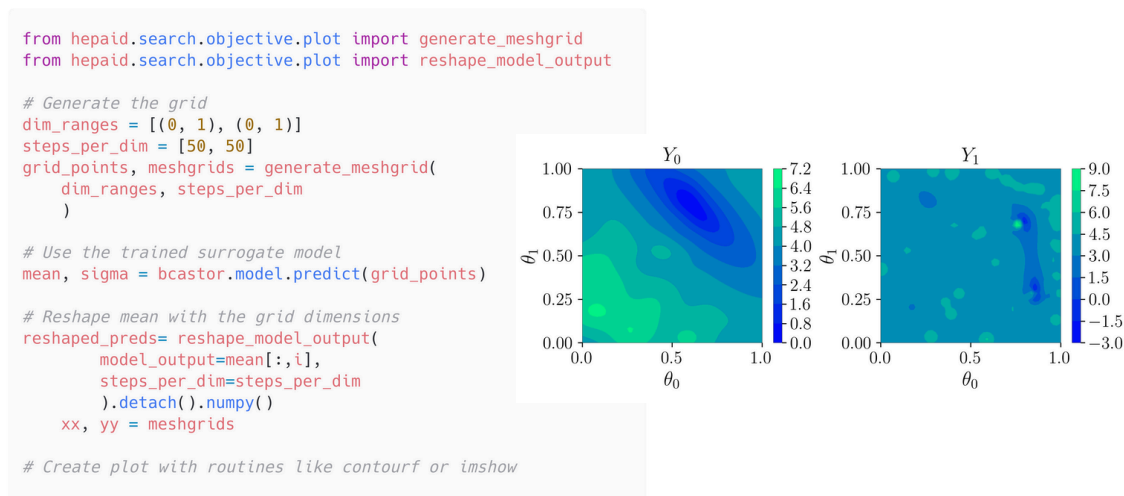 from hepaid.search.objective.plot import generate_meshgrid
from hepaid.search.objective.plot import reshape_model_output
# Generate the grid
dim_ranges = [(0, 1), (0, 1)]
steps_per_dim = [50, 50]
grid_points, meshgrids = generate_meshgrid(
    dim_ranges, steps_per_dim
    )
# Use the trained surrogate model
mean, sigma = bcastor.model.predict(grid_points)
# Reshape mean with the grid dimensions
reshaped_preds= reshape_model_output(
        model_output=mean[:,i],
        steps_per_dim=steps_per_dim
        ).detach().numpy()
    xx, yy = meshgrids
# Create plot with routines like contourf or imshow
Y₀
1.00
0.75
0.50
0.25
0.00
θ₁
0.0 0.5 1.0
θ₀
7.2
6.4
5.6
4.8
4.0
3.2
2.4
1.6
0.8
0.0
Y₁
1.00
0.75
0.50
0.25
0.00
θ₁
0.0 0.5 1.0
θ₀
9.0
7.5
6.0
4.5
3.0
1.5
0.0
−1.5
−3.0